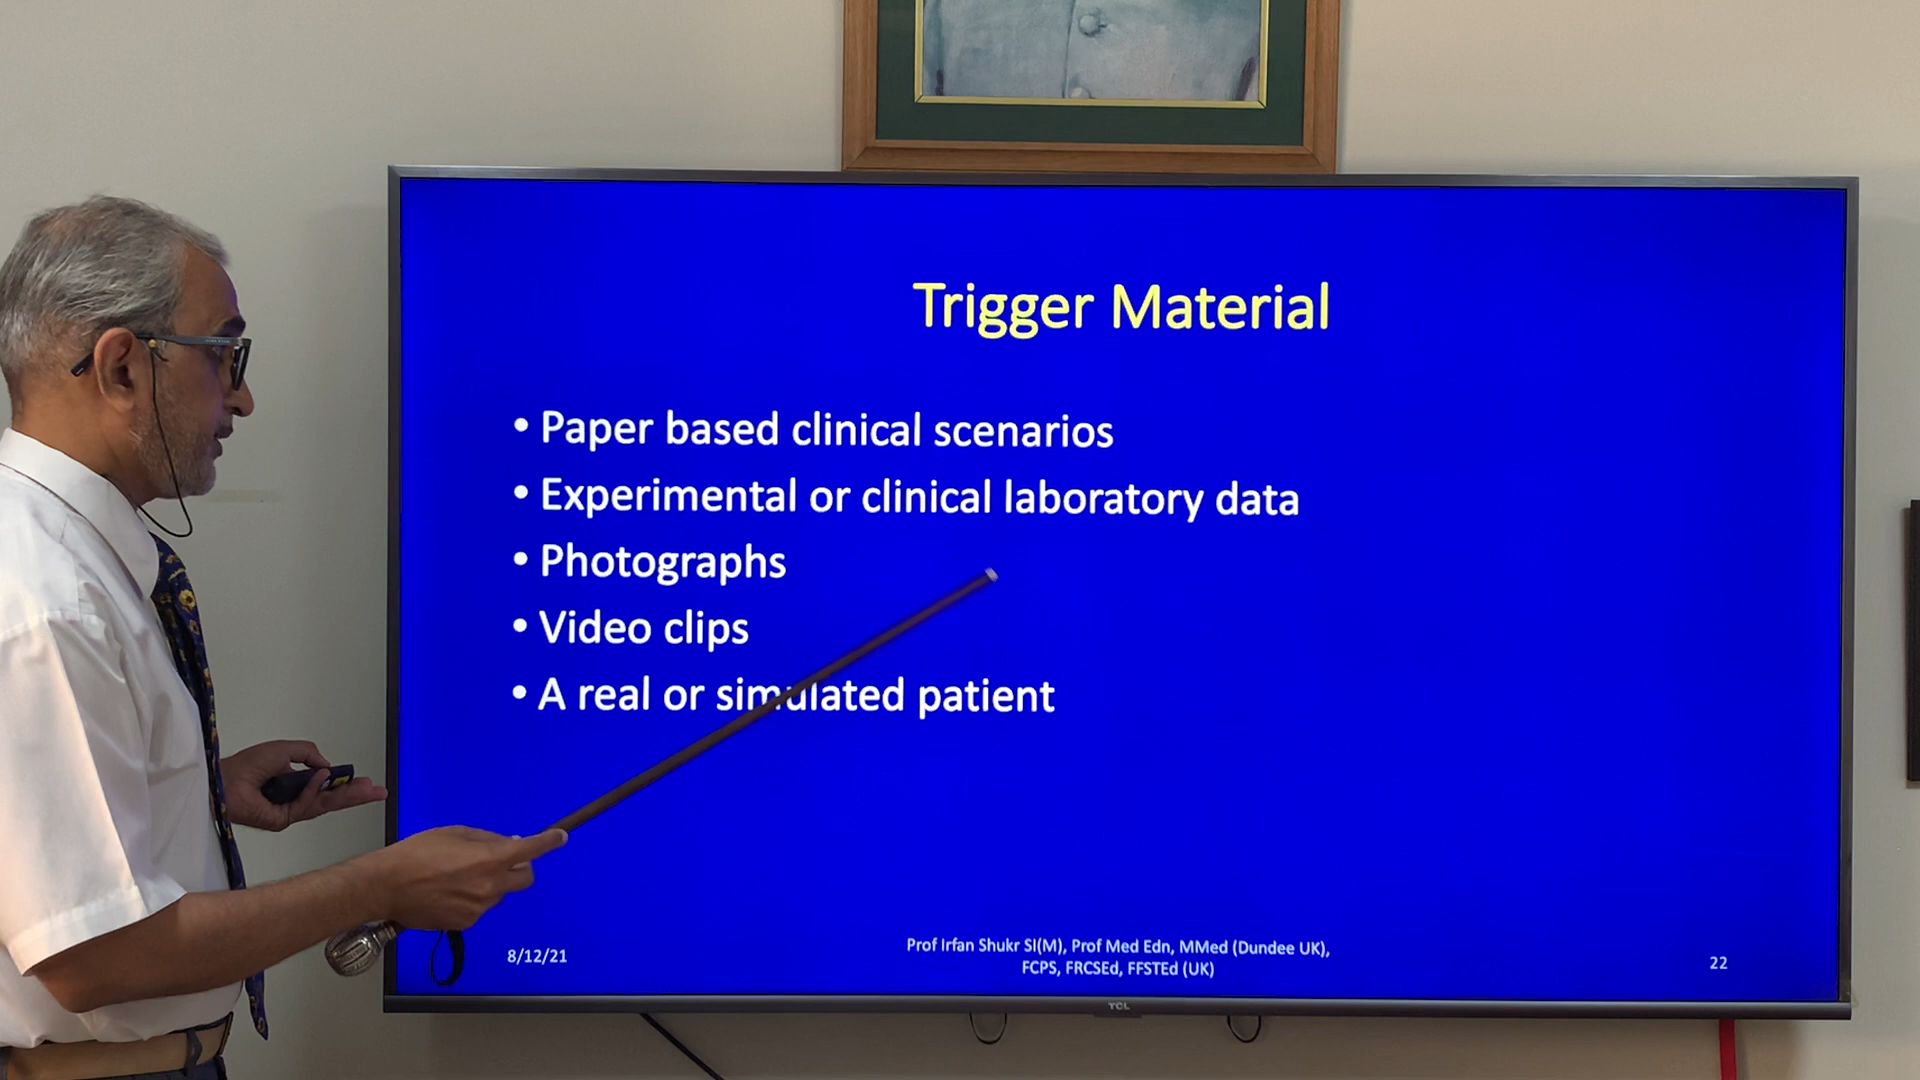 Trigger Material
• Paper based clinical scenarios
• Experimental or clinical laboratory data
• Photographs
• Video clips
• A real or simulated patient
8/12/21
Prof Irfan Shukr SI(M), Prof Med Edn, MMed (Dundee UK),
FCPS, FRCSEd, FFSTEd (UK)
22
TCL